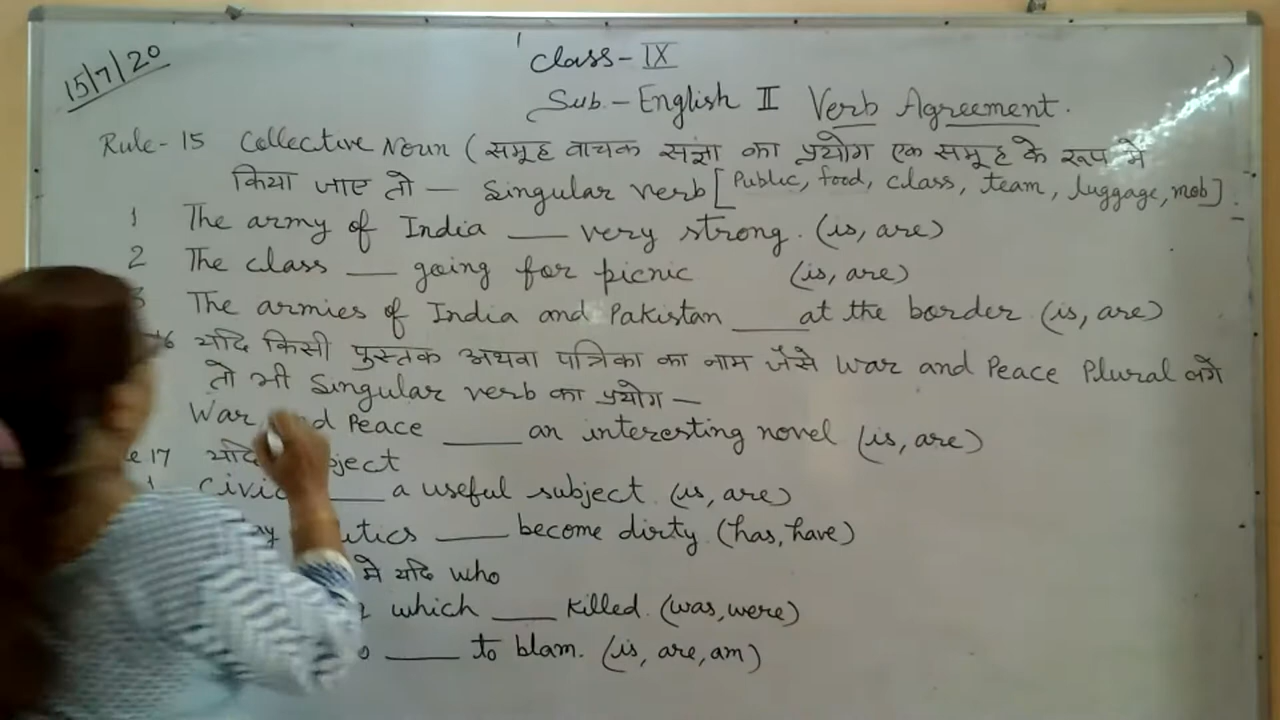 15/7/20
Class-IX
Sub.-English II Verb Agreement.
Rule-15 Collective Noun (समूह वाचक संज्ञा का प्रयोग एक समूह के रूप मे
किया जाए तो — Singular verb [Public, food, class, team, luggage, mob].
1 The army of India ___ very strong. (is, are)
2 The class ___ going for picnic (is, are)
3 The armies of India and Pakistan ___ at the border (is, are)
6 यदि किसी पुस्तक अथवा पत्रिका का नाम जैसे War and Peace Plural लगे
तो भी Singular verb का प्रयोग —
War and Peace ___ an interesting novel (is, are)
17 यदि
___ a useful subject. (is, are)
___ become dirty. (has, have)
मे यदि who
which ___ killed. (was, were)
___ to blam. (is, are, am)